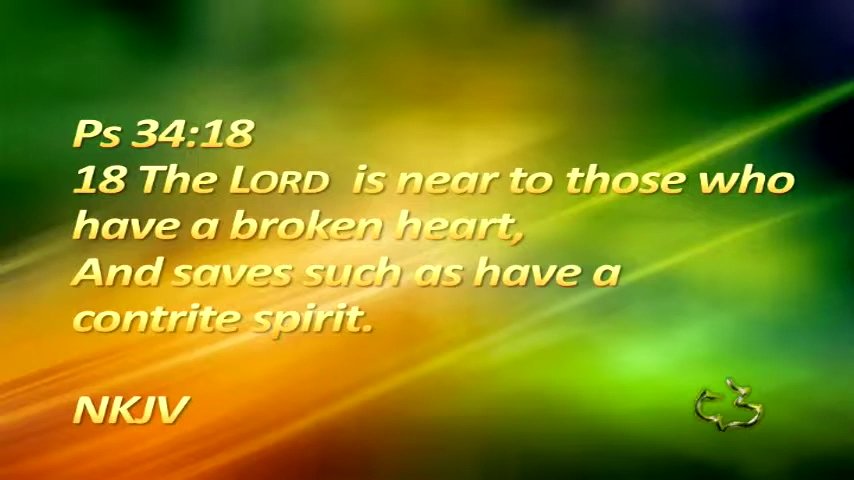 Ps 34:18
18 The LORD is near to those who
have a broken heart,
And saves such as have a
contrite spirit.
NKJV